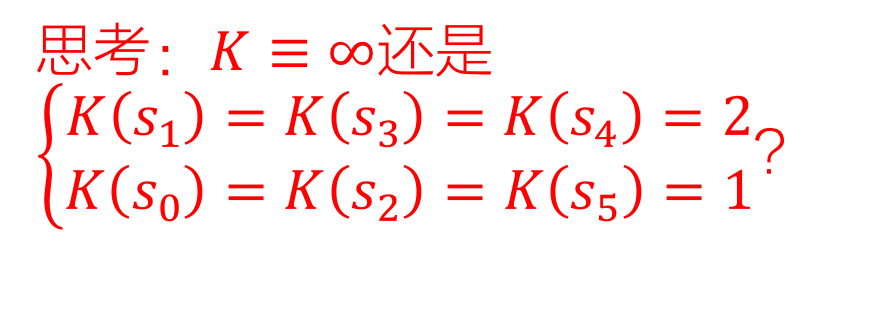 思考：K ≡ ∞还是
{K(s₁) = K(s₃) = K(s₄) = 2
K(s₀) = K(s₂) = K(s₅) = 1?